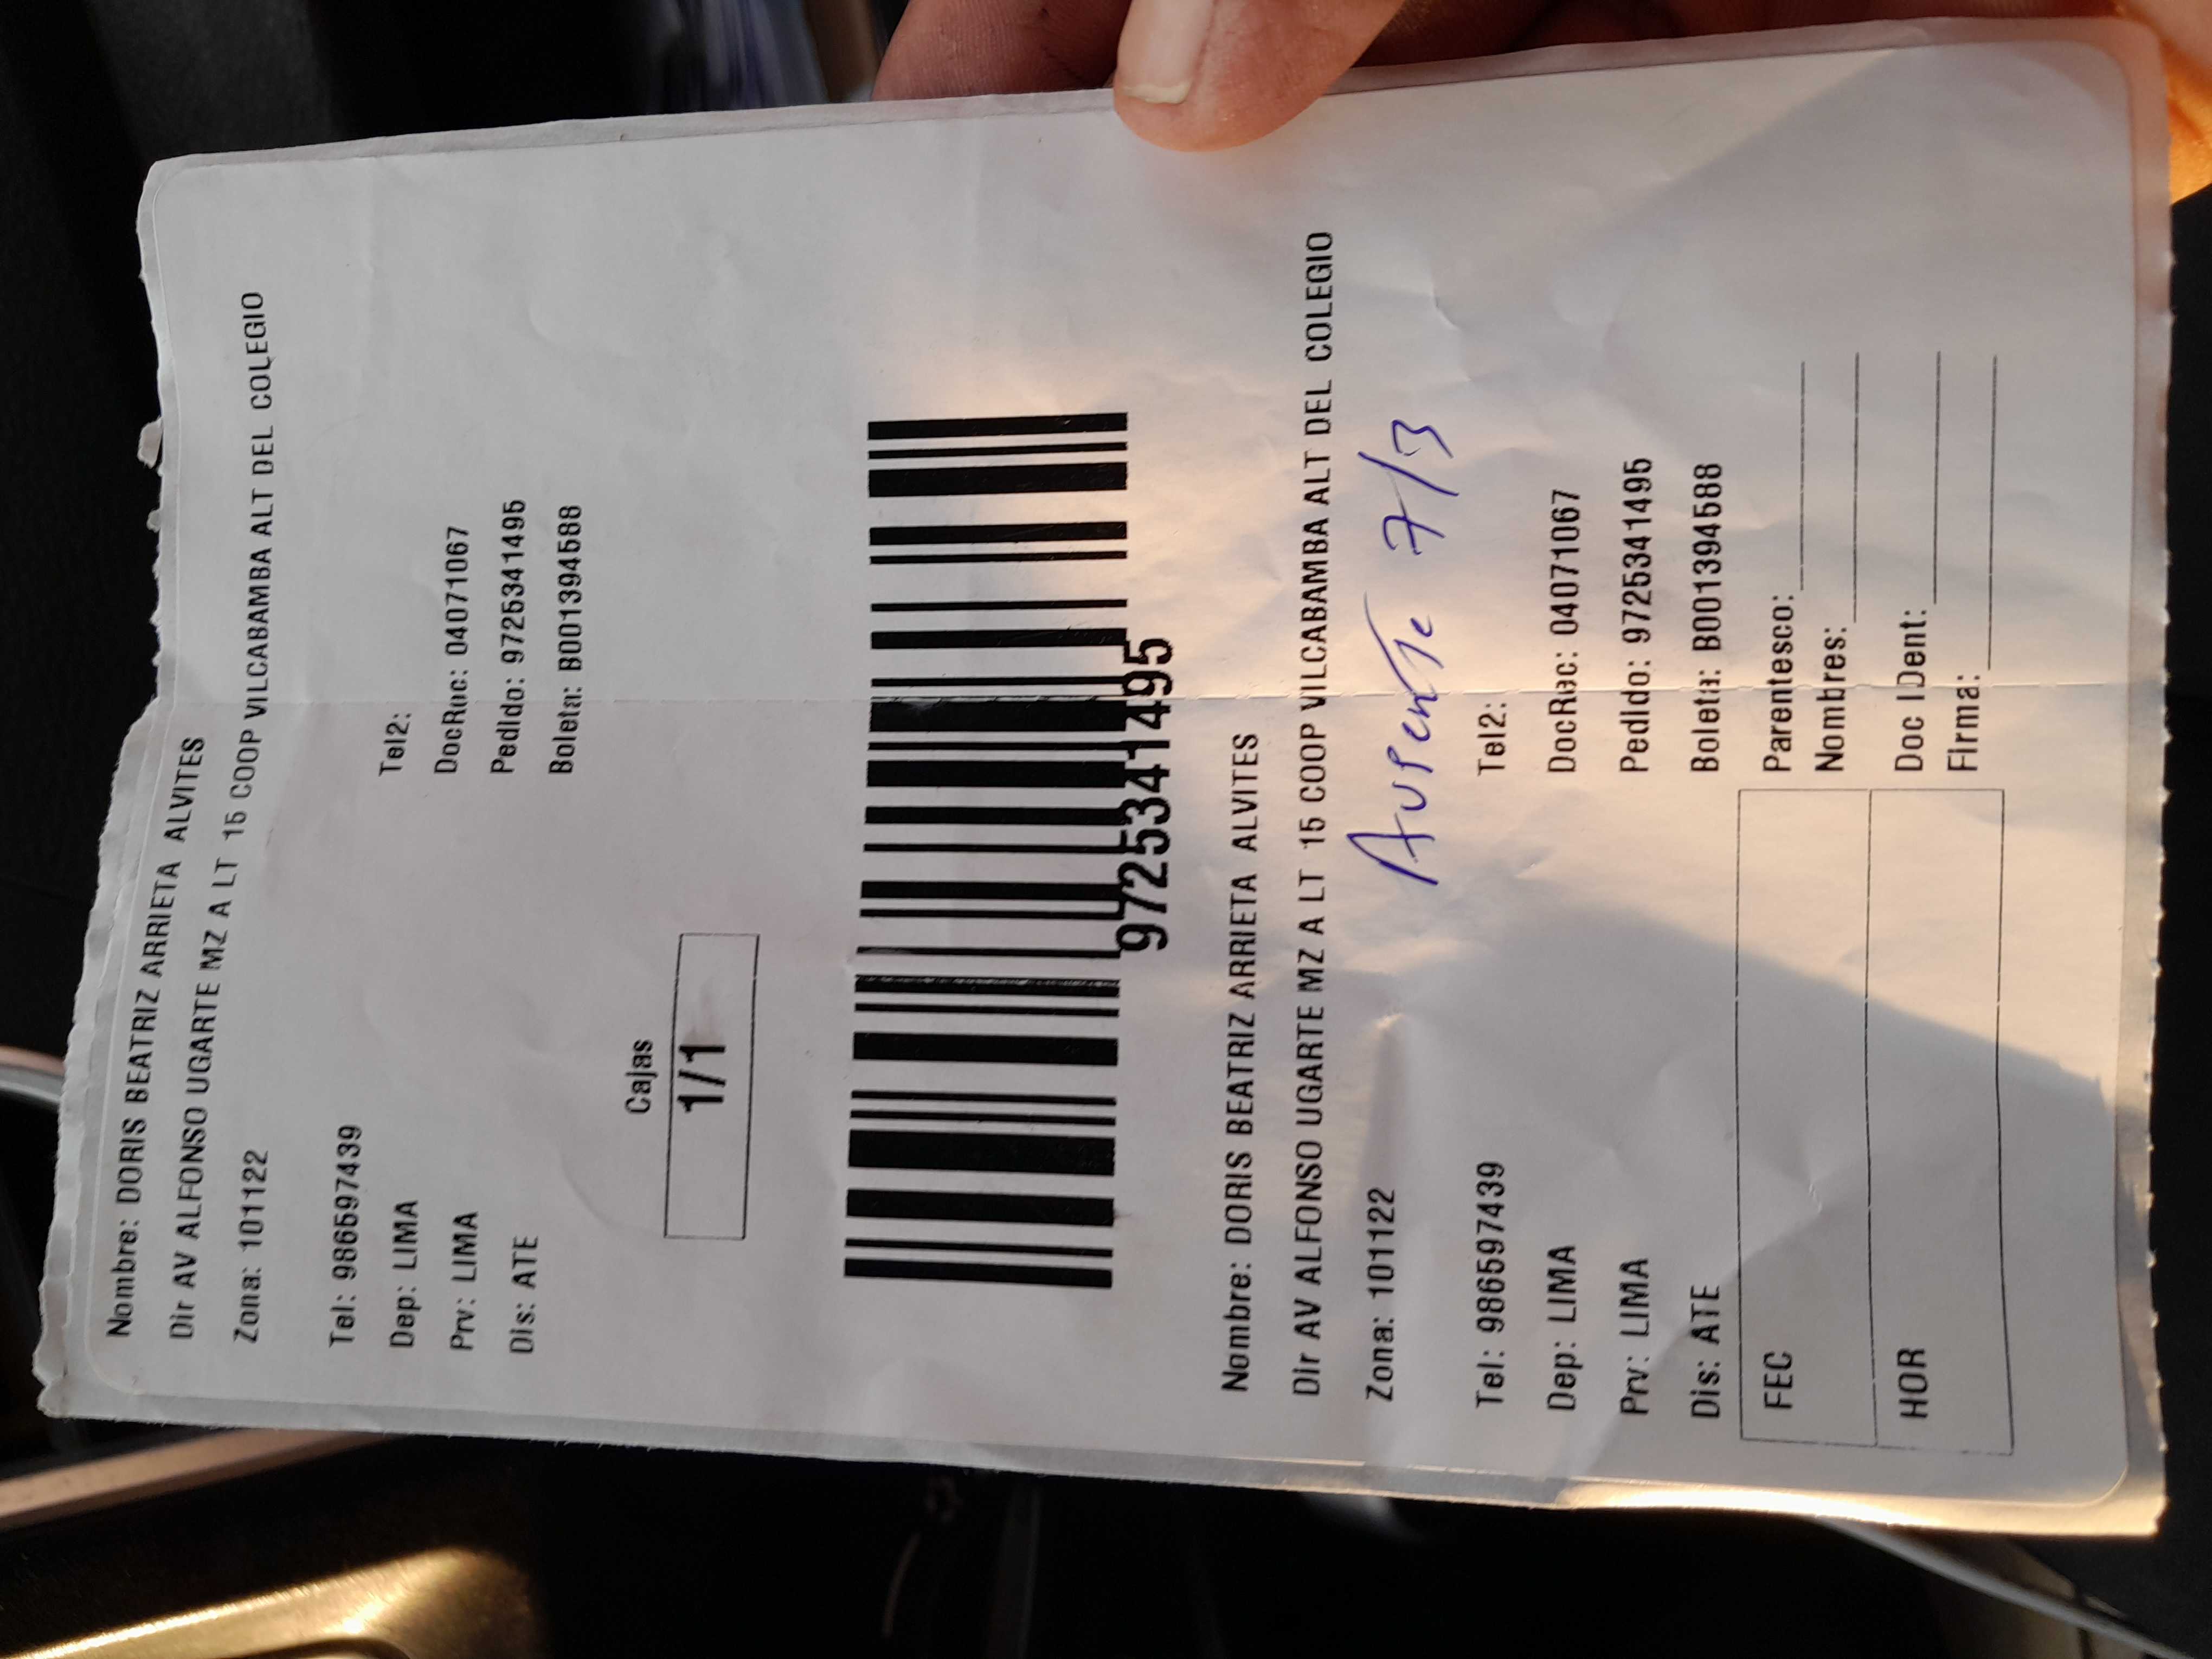 Nombre: DORIS BEATRIZ ARRIETA ALVITES
Dir AV ALFONSO UGARTE MZ A LT 15 COOP VILCABAMBA ALT DEL COLEGIO
Zona: 101122
Tel: 986597439
Tel2:
Dep: LIMA
DocRuc: 04071067
Prv: LIMA
Pedido: 9725341495
Dis: ATE
Boleta: B001394588
Cajas
1/1
9725341495
Nombre: DORIS BEATRIZ ARRIETA ALVITES
Dir AV ALFONSO UGARTE MZ A LT 15 COOP VILCABAMBA ALT DEL COLEGIO
Zona: 101122
Ausente 7/3
Tel: 986597439
Tel2:
Dep: LIMA
DocRec: 04071067
Prv: LIMA
Pedido: 9725341495
Dis: ATE
Boleta: B001394588
FEC
Parentesco:
Nombres:
HOR
Doc IDent:
Firma: